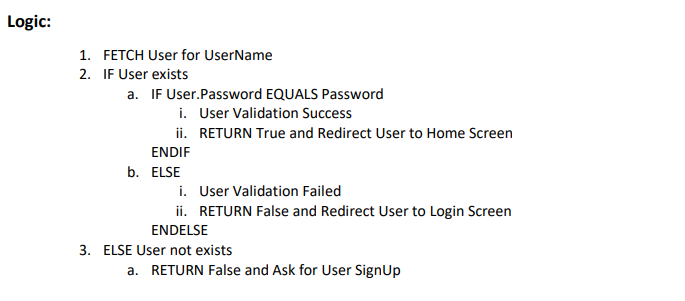 Logic:
1. FETCH User for UserName
2. IF User exists
a. IF User.Password EQUALS Password
i. User Validation Success
ii. RETURN True and Redirect User to Home Screen
ENDIF
b. ELSE
i. User Validation Failed
ii. RETURN False and Redirect User to Login Screen
ENDELSE
3. ELSE User not exists
a. RETURN False and Ask for User SignUp